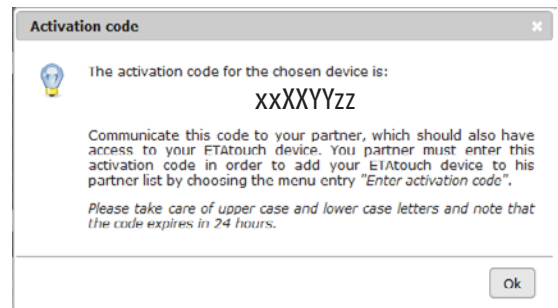 Activation code
The activation code for the chosen device is:
xxXXYYzz
Communicate this code to your partner, which should also have
access to your ETAtouch device. You partner must enter this
activation code in order to add your ETAtouch device to his
partner list by choosing the menu entry "Enter activation code".
Please take care of upper case and lower case letters and note that
the code expires in 24 hours.
Ok